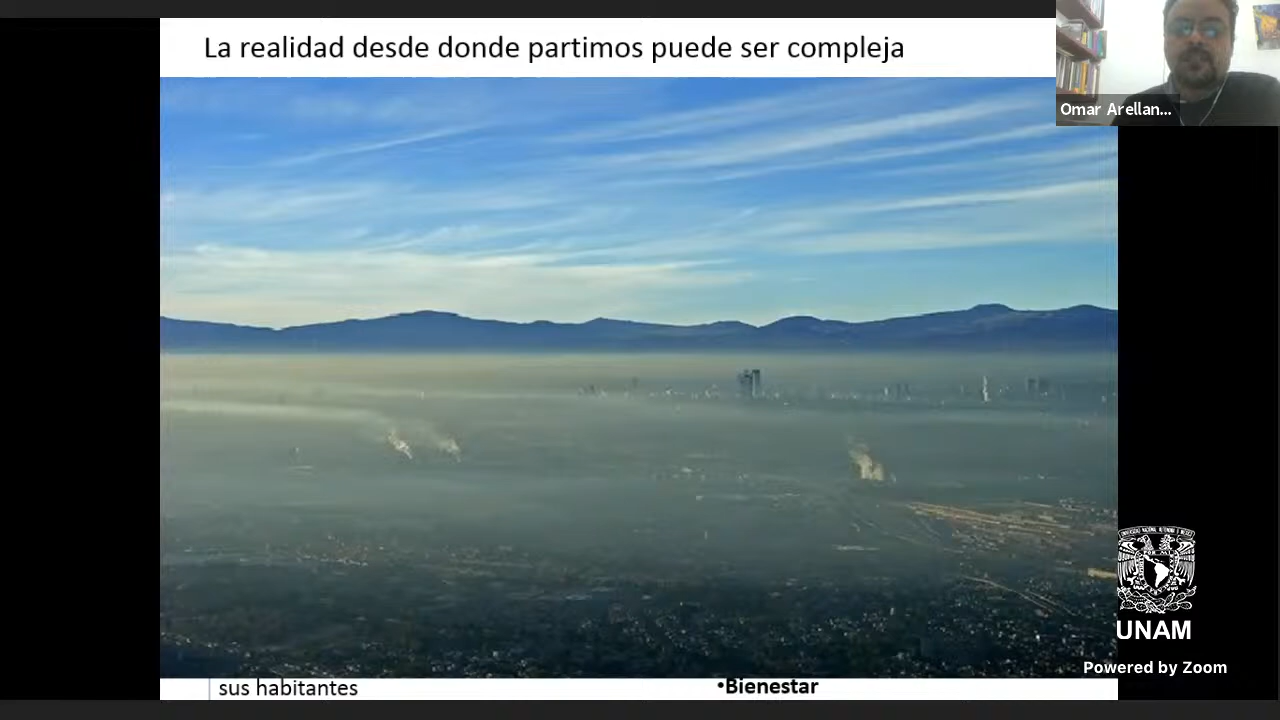 La realidad desde donde partimos puede ser compleja
Omar Arellan...
UNAM
Powered by Zoom
sus habitantes
•Bienestar